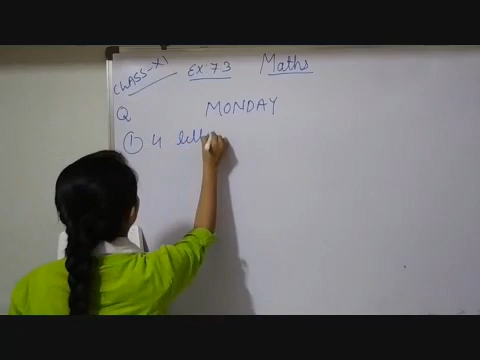 CLASS-XI Ex:7.3 Maths
Q MONDAY
① 4 lett